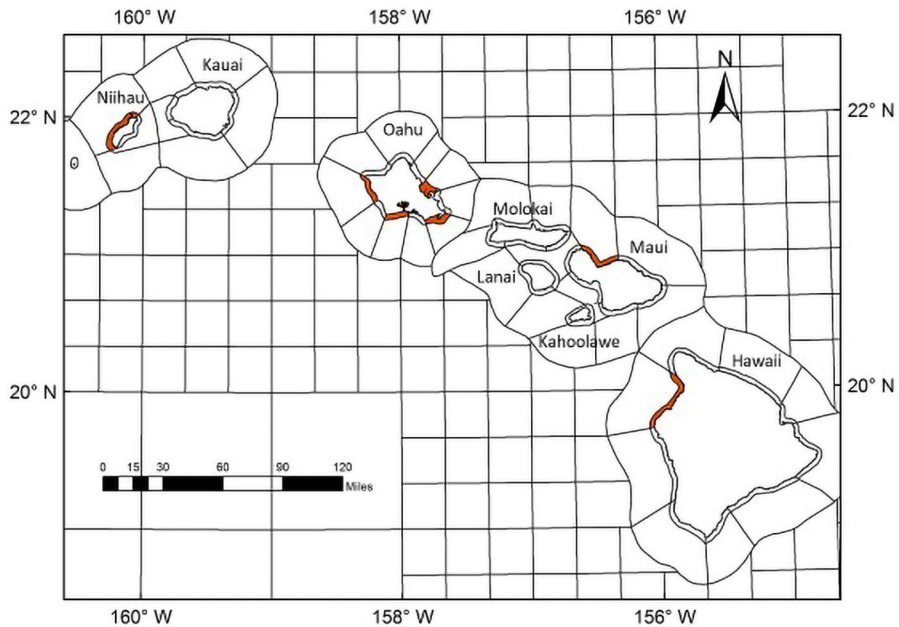 160° W 158° W 156° W
N
Kauai
Niihau
22° N 22° N
Oahu
Molokai
Maui
Lanai
Kahoolawe
Hawaii
20° N 20° N
0 15 30 60 90 120
Miles
160° W 158° W 156° W